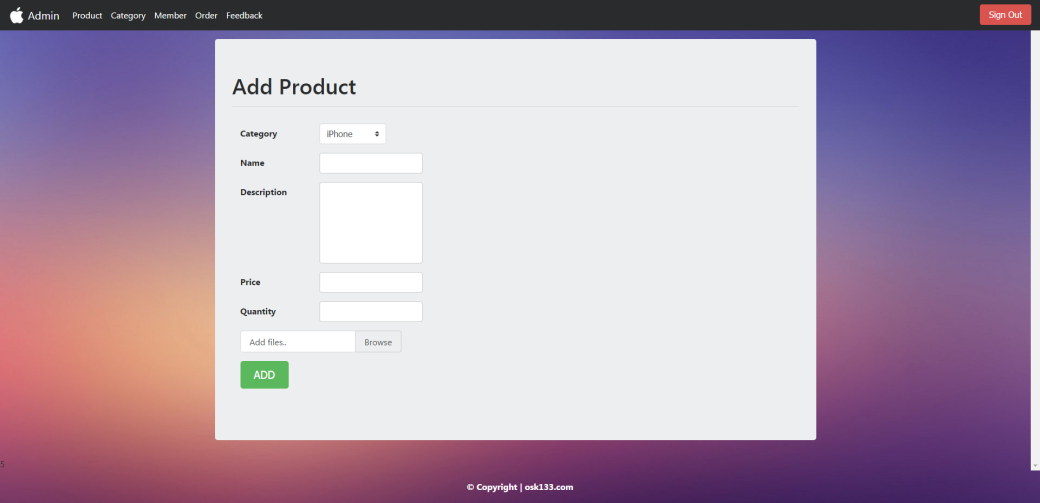 Admin Product Category Member Order Feedback Sign Out
Add Product
Category iPhone
Name
Description
Price
Quantity
Add files.. Browse
ADD
5
© Copyright | osk133.com